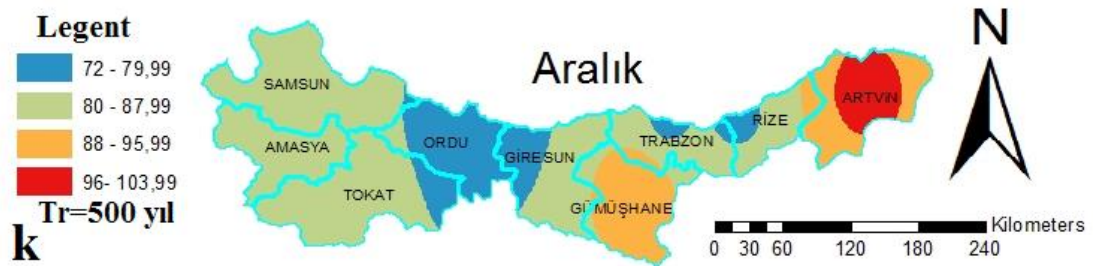 Legent
72 - 79,99
80 - 87,99
88 - 95,99
96- 103,99
Tr=500 yıl
k
Aralık
N
SAMSUN
AMASYA
TOKAT
ORDU
GİRESUN
GÜMÜŞHANE
TRABZON
RİZE
ARTVİN
Kilometers
0 30 60 120 180 240